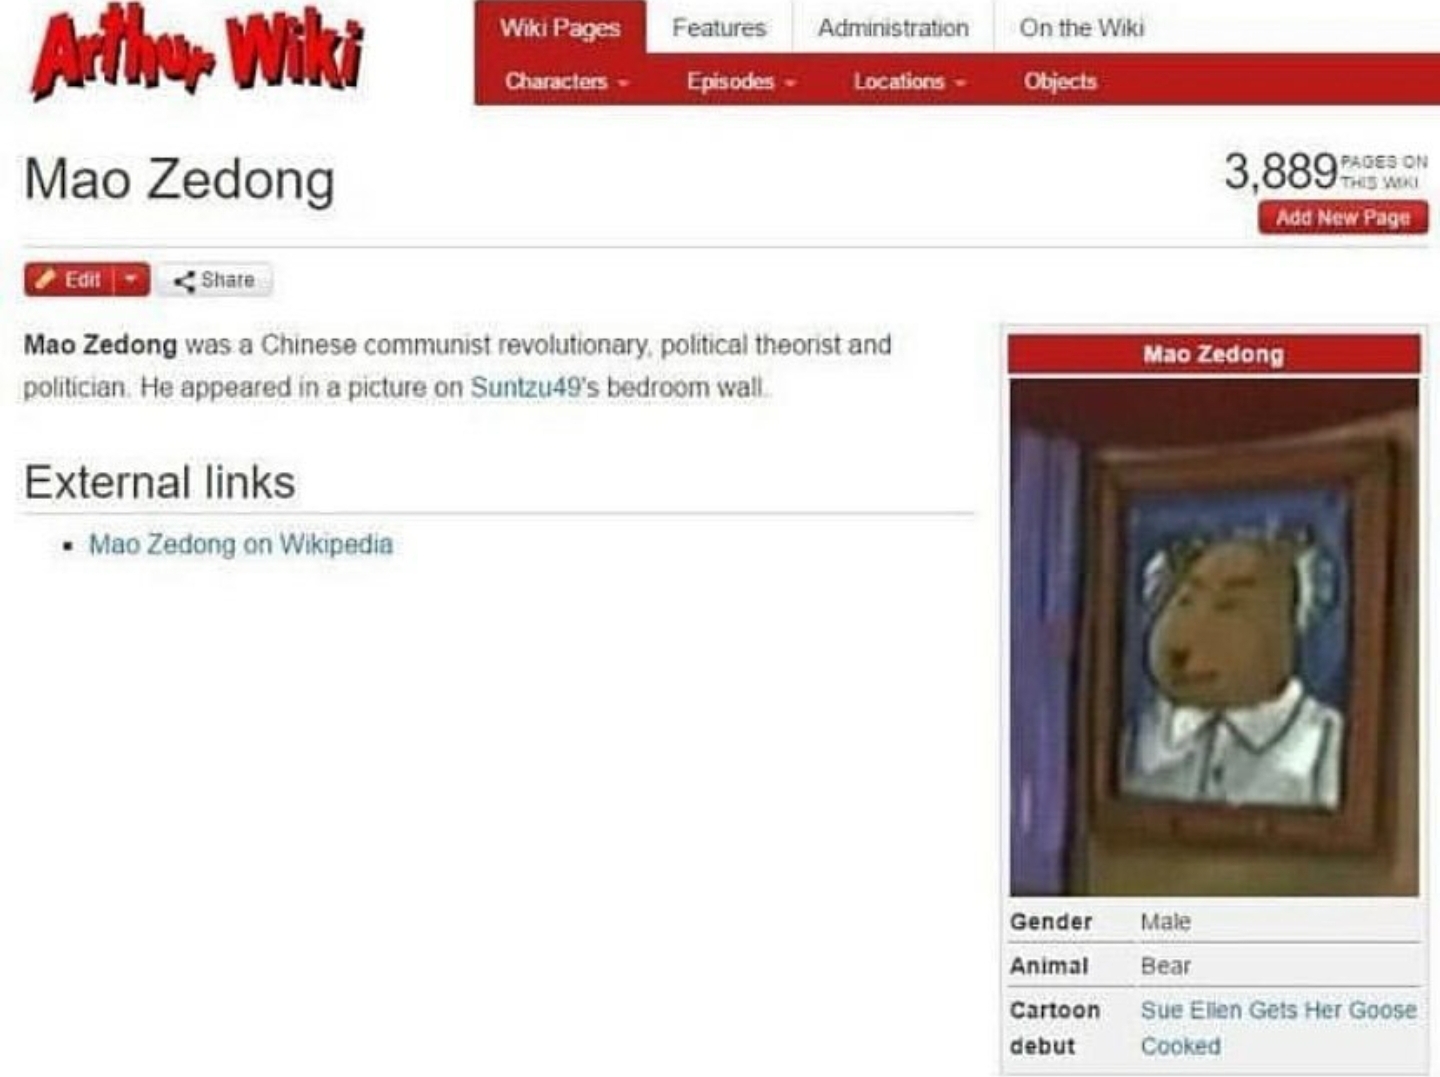 Arthur Wiki
Wiki Pages Features Administration On the Wiki
Characters Episodes Locations Objects
Mao Zedong
3,889 PAGES ON
THIS WIKI
Add New Page
Edit Share
Mao Zedong was a Chinese communist revolutionary, political theorist and
politician. He appeared in a picture on Suntzu49's bedroom wall.
External links
Mao Zedong on Wikipedia
Mao Zedong
Gender Male
Animal Bear
Cartoon debut Sue Ellen Gets Her Goose
Cooked